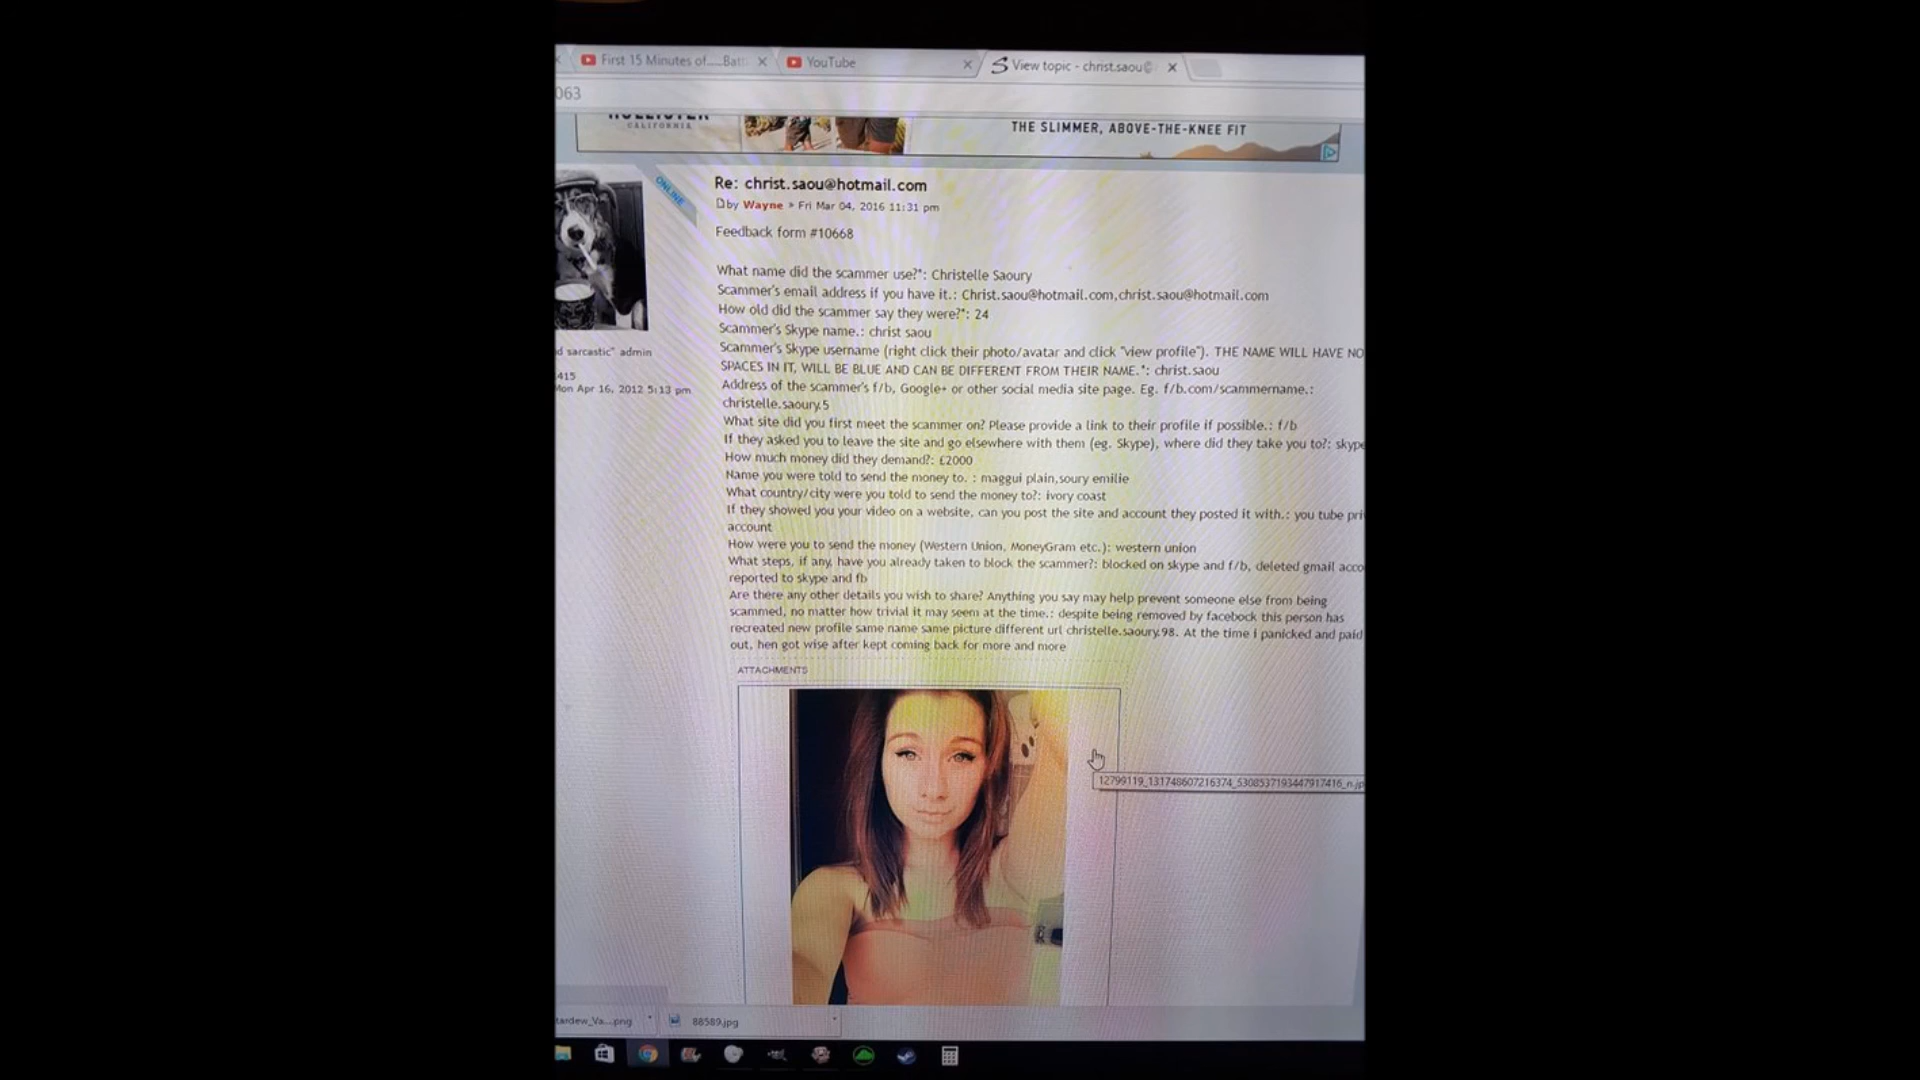 First 15 Minutes of.....Batt
YouTube
View topic - christ.saou@
063
HOLLISTER
CALIFORNIA
THE SLIMMER, ABOVE-THE-KNEE FIT
ONLINE
Re: christ.saou@hotmail.com
by Wayne » Fri Mar 04, 2016 11:31 pm
Feedback form #10668
What name did the scammer use?*: Christelle Saoury
Scammer's email address if you have it.: Christ.saou@hotmail.com,christ.saou@hotmail.com
How old did the scammer say they were?*: 24
Scammer's Skype name.: christ saou
d sarcastic" admin
Scammer's Skype username (right click their photo/avatar and click "view profile"). THE NAME WILL HAVE NO
SPACES IN IT, WILL BE BLUE AND CAN BE DIFFERENT FROM THEIR NAME.*: christ.saou
415
Mon Apr 16, 2012 5:13 pm
Address of the scammer's f/b, Google+ or other social media site page. Eg. f/b.com/scammername.:
christelle.saoury.5
What site did you first meet the scammer on? Please provide a link to their profile if possible.: f/b
If they asked you to leave the site and go elsewhere with them (eg. Skype), where did they take you to?: skype
How much money did they demand?: £2000
Name you were told to send the money to. : maggui plain,soury emilie
What country/city were you told to send the money to?: ivory coast
If they showed you your video on a website, can you post the site and account they posted it with.: you tube pri
account
How were you to send the money (Western Union, MoneyGram etc.): western union
What steps, if any, have you already taken to block the scammer?: blocked on skype and f/b, deleted gmail acco
reported to skype and fb
Are there any other details you wish to share? Anything you say may help prevent someone else from being
scammed, no matter how trivial it may seem at the time.: despite being removed by facebook this person has
recreated new profile same name same picture different url christelle.saoury.98. At the time i panicked and paid
out, hen got wise after kept coming back for more and more
ATTACHMENTS
12799119_131748607216374_5308537193447917416_n.jp
tardew_Va....png
88589.jpg